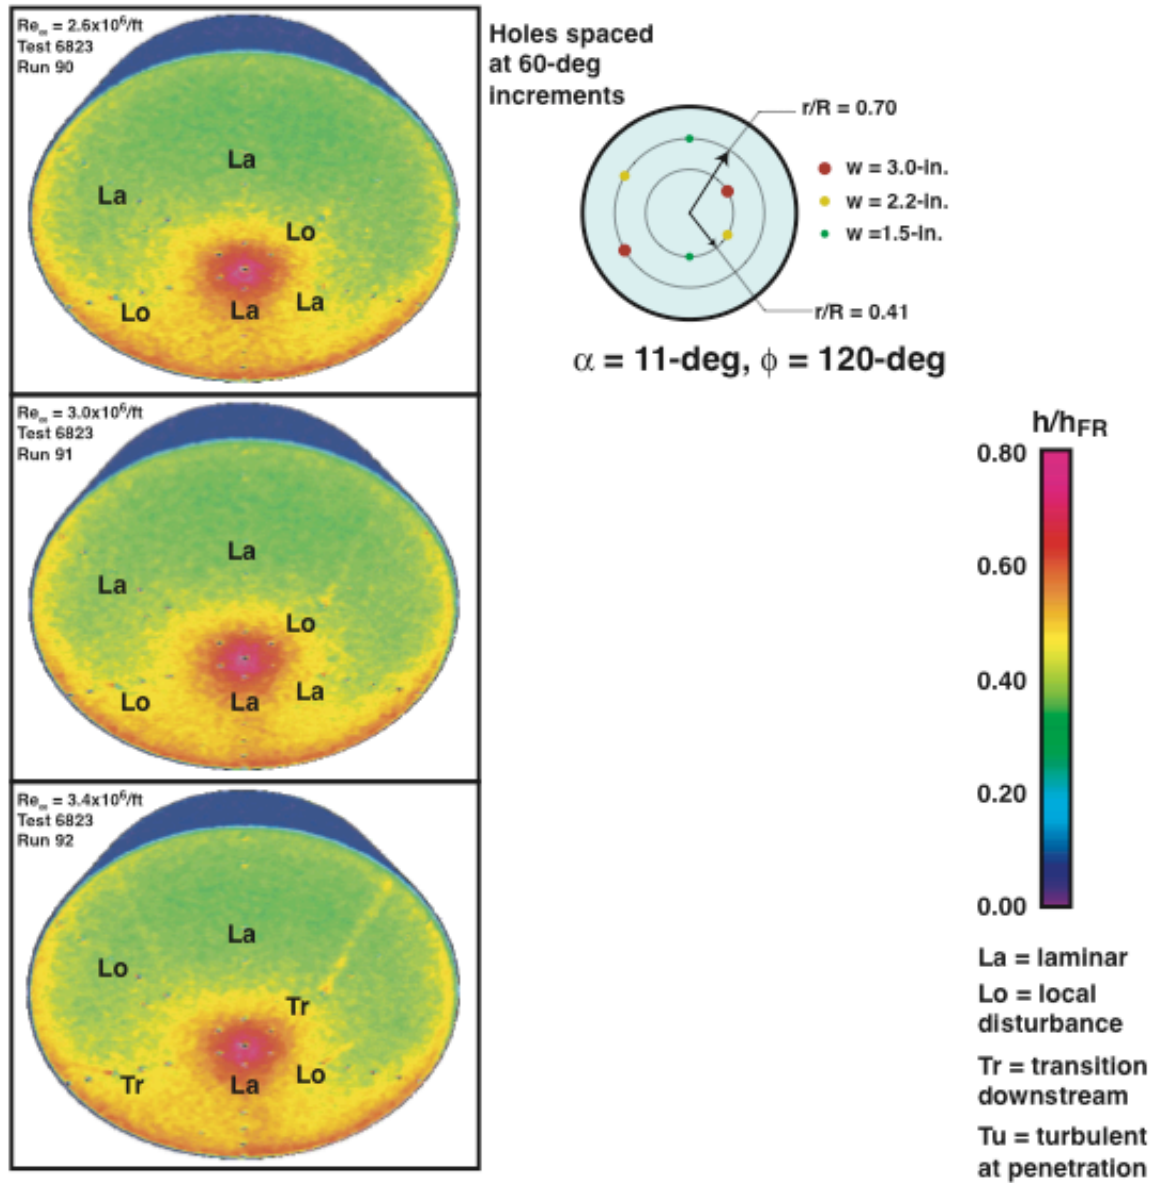 Re∞ = 2.6x10⁶/ft
Test 6823
Run 90
La
La
Lo
Lo
La
La
Holes spaced
at 60-deg
increments
r/R = 0.70
w = 3.0-in.
w = 2.2-in.
w =1.5-in.
r/R = 0.41
α = 11-deg, ϕ = 120-deg
Re∞ = 3.0x10⁶/ft
Test 6823
Run 91
La
La
Lo
Lo
La
La
Re∞ = 3.4x10⁶/ft
Test 6823
Run 92
La
Lo
Tr
Tr
La
Lo
h/hFR
0.80
0.60
0.40
0.20
0.00
La = laminar
Lo = local
disturbance
Tr = transition
downstream
Tu = turbulent
at penetration